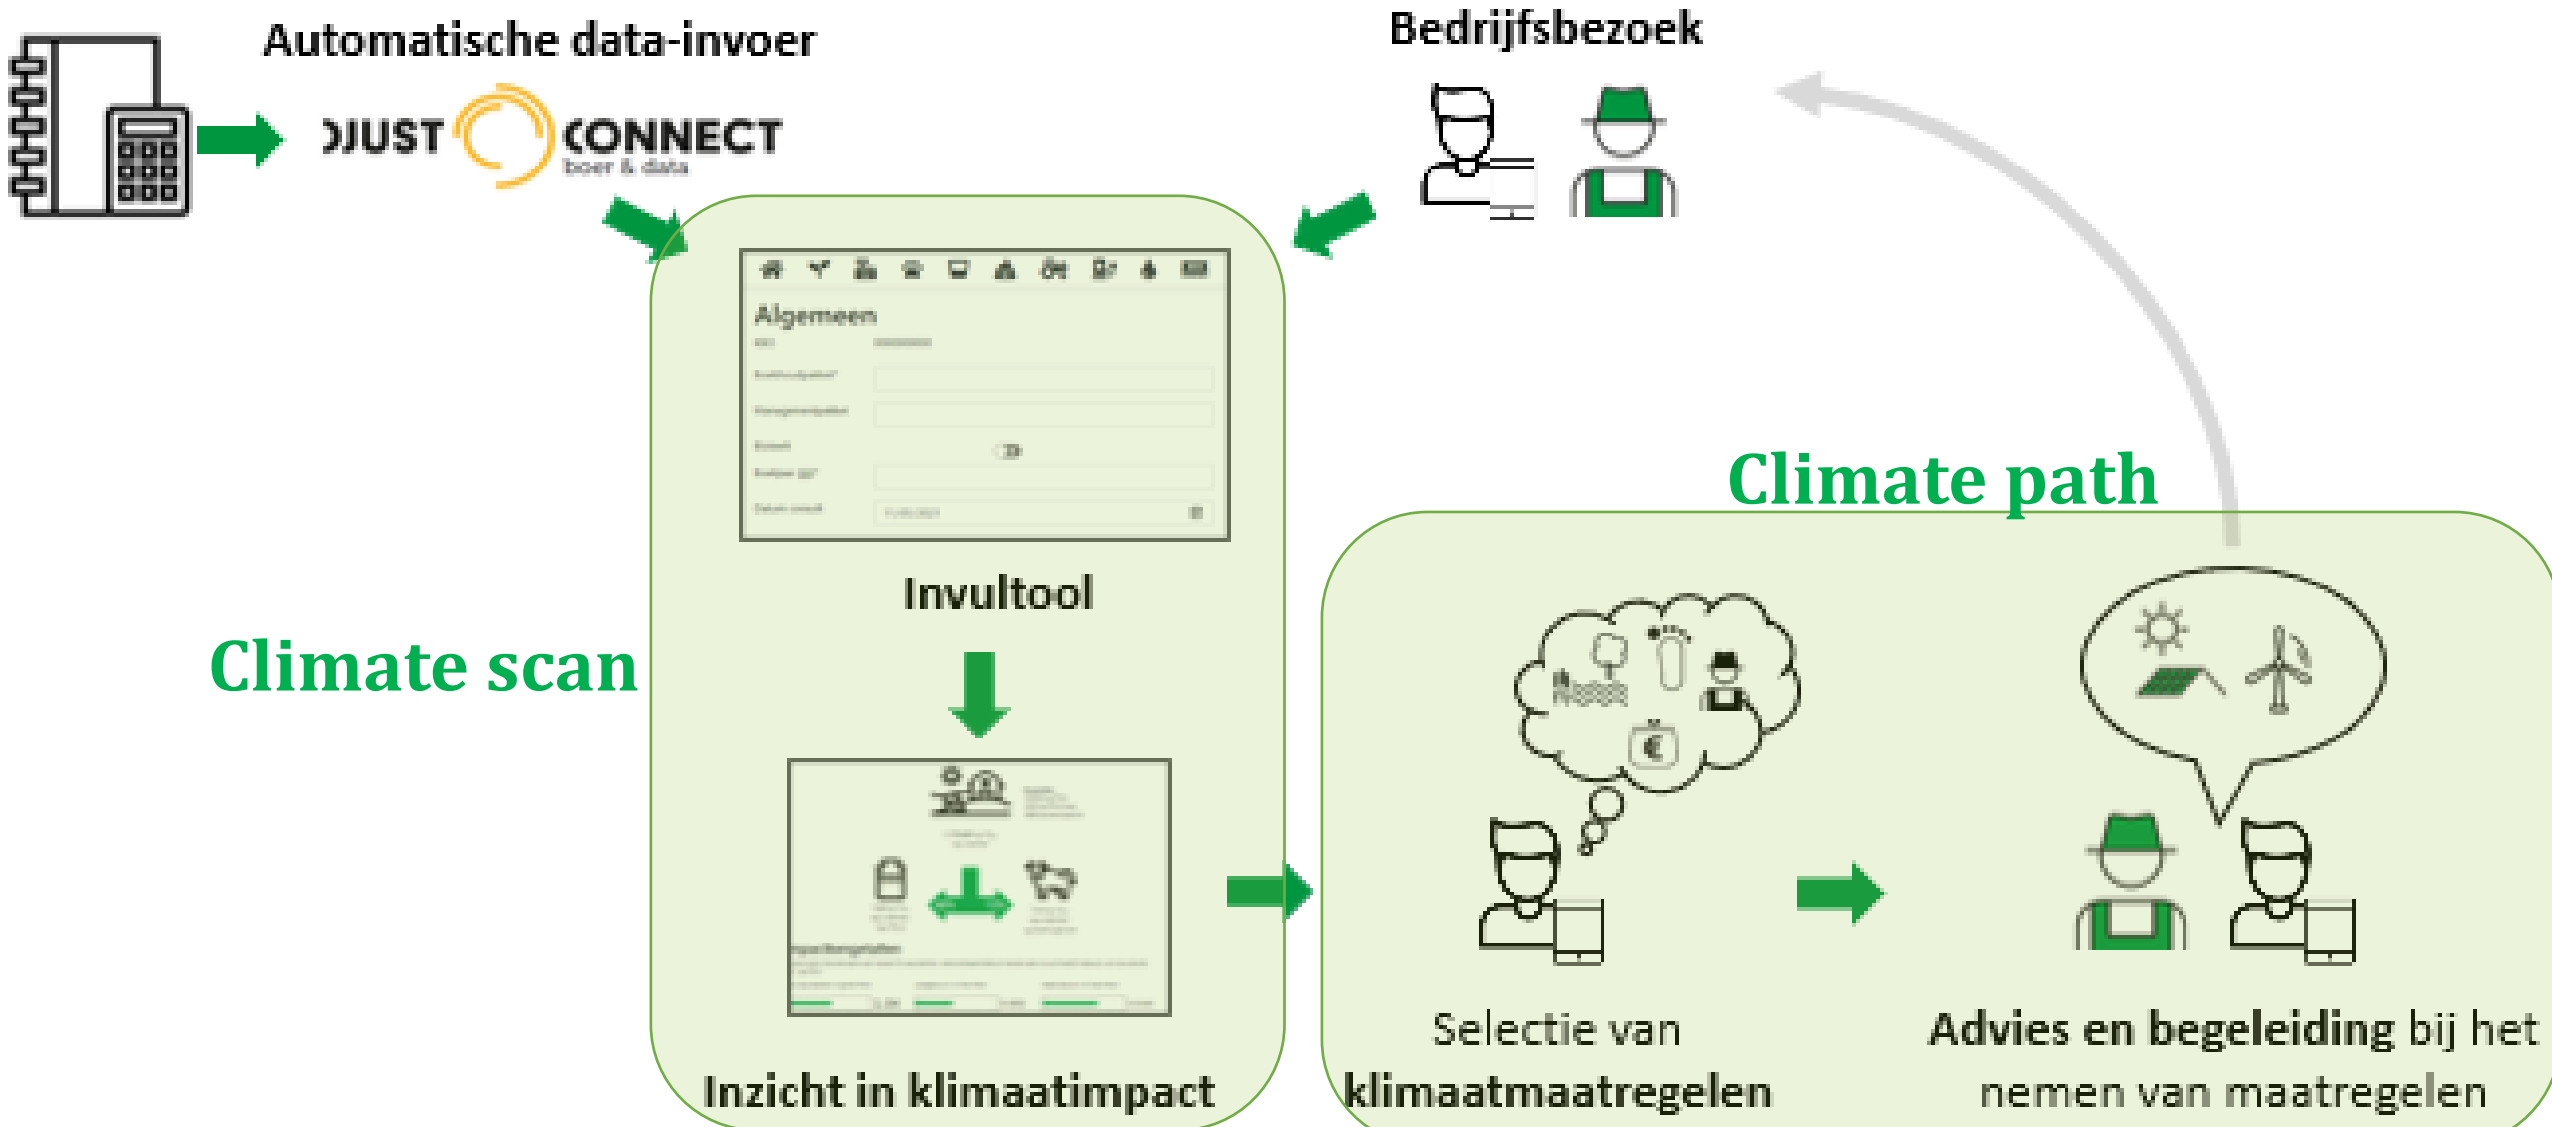 Automatische data-invoer
DJUST CONNECT
boer & data
Bedrijfsbezoek
Algemeen
Invultool
Climate scan
Inzicht in klimaatimpact
Climate path
€
Selectie van
klimaatmaatregelen
Advies en begeleiding bij het
nemen van maatregelen